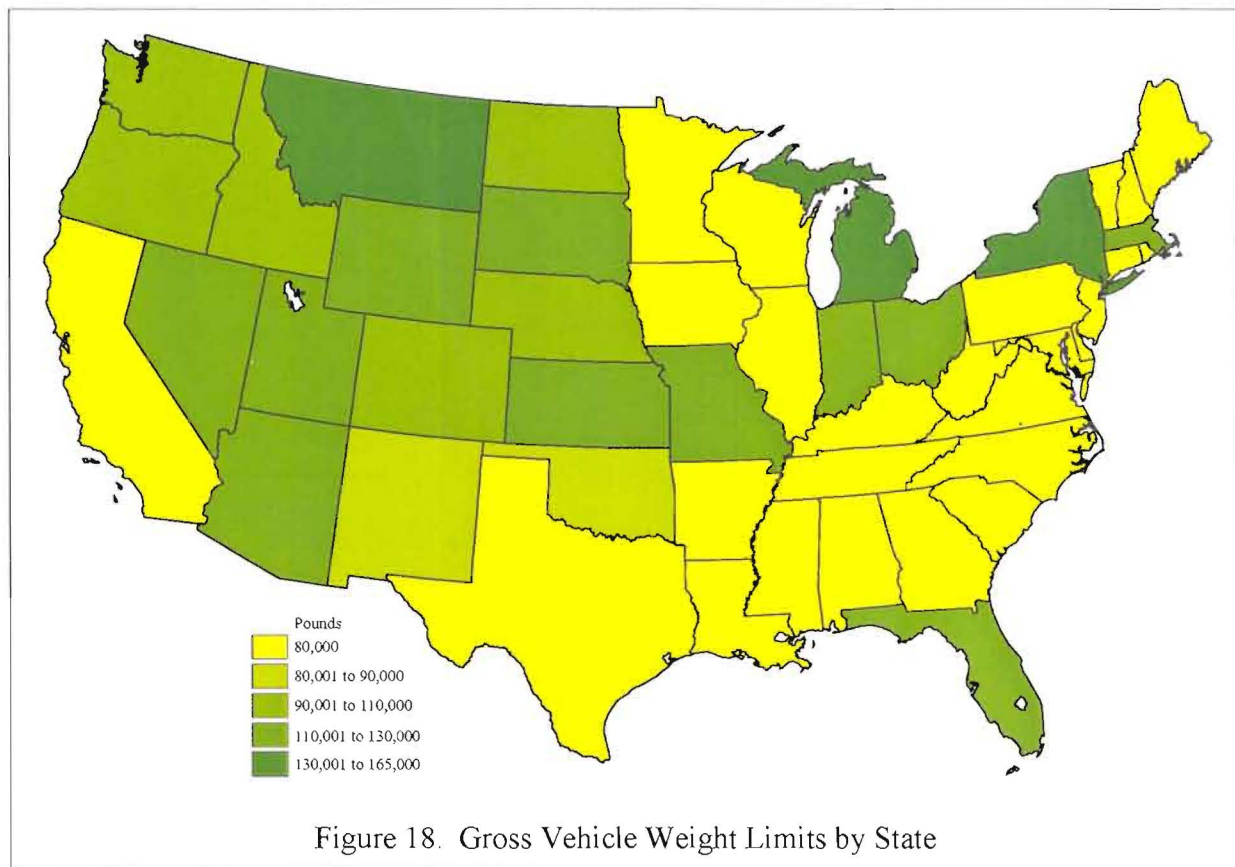 Pounds
80,000
80,001 to 90,000
90,001 to 110,000
110,001 to 130,000
130,001 to 165,000
Figure 18. Gross Vehicle Weight Limits by State